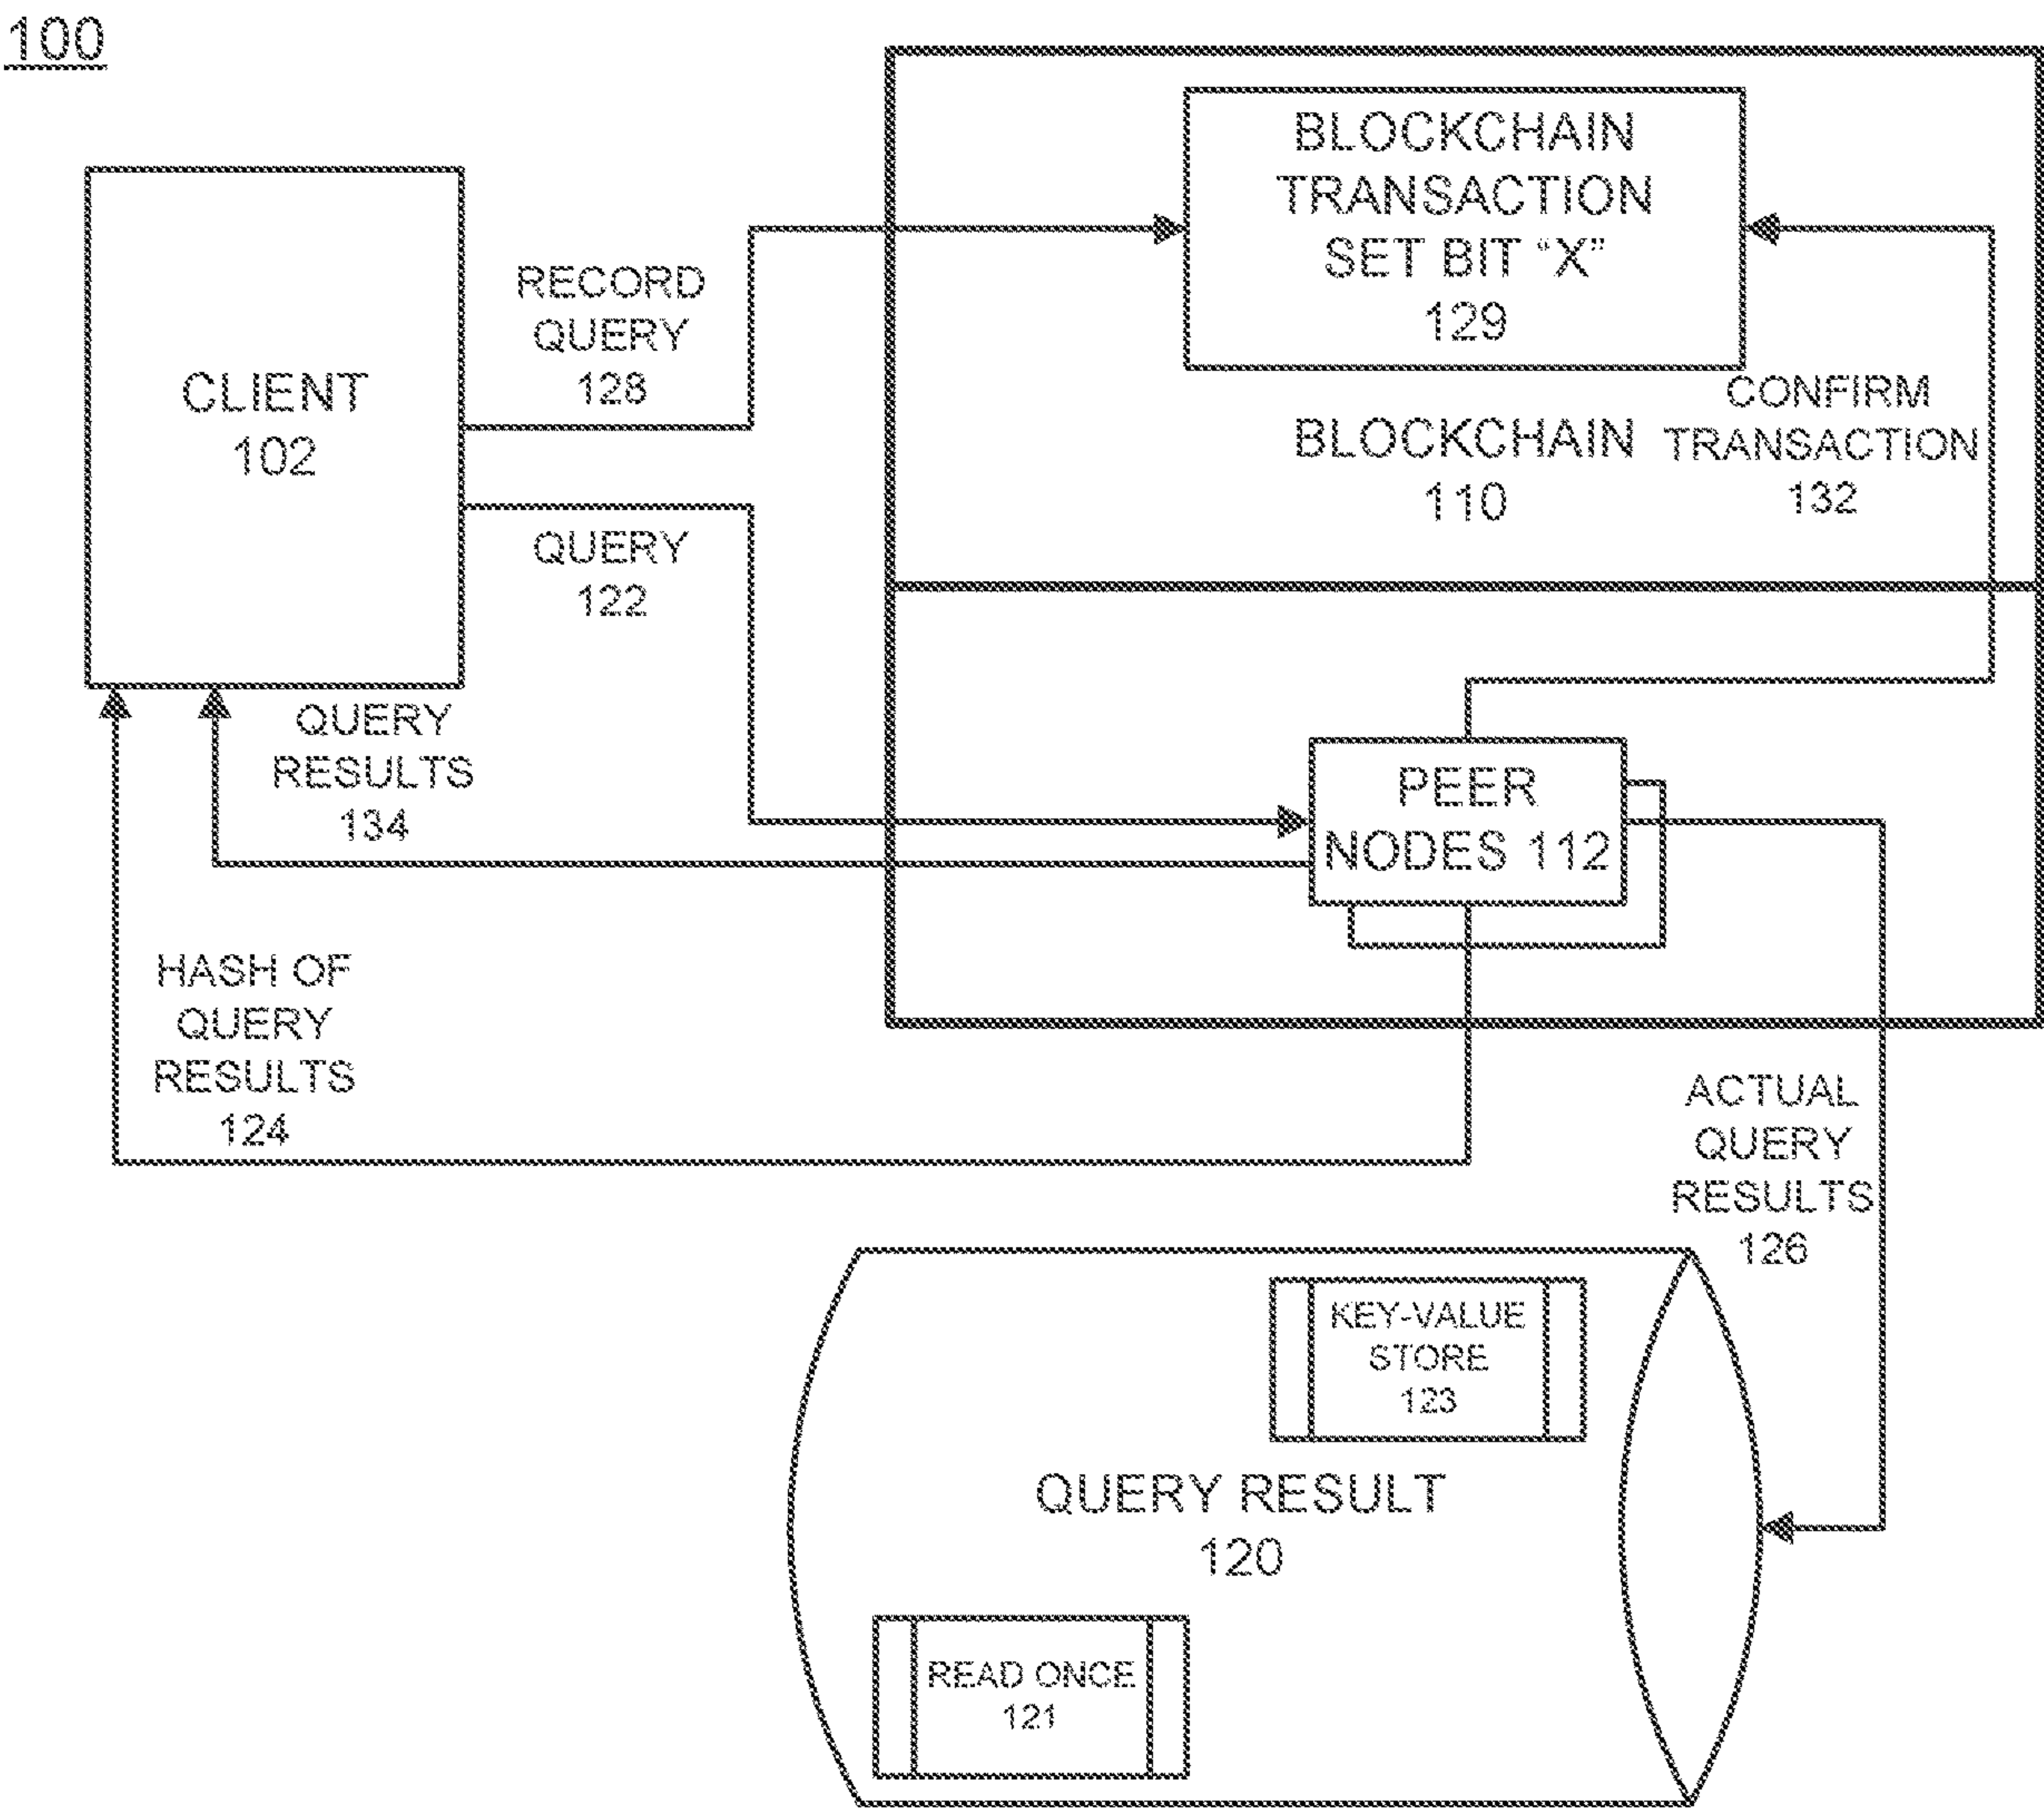 100
BLOCKCHAIN
TRANSACTION
SET BIT “X”
129
CLIENT
102
RECORD
QUERY
128
CONFIRM
TRANSACTION
132
BLOCKCHAIN
110
QUERY
122
QUERY
RESULTS
134
PEER
NODES 112
HASH OF
QUERY
RESULTS
124
ACTUAL
QUERY
RESULTS
126
KEY-VALUE
STORE
123
QUERY RESULT
120
READ ONCE
121